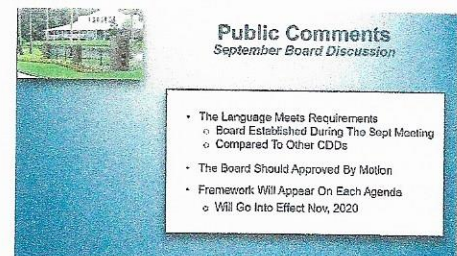 Public Comments
September Board Discussion
• The Language Meets Requirements
o Board Established During The Sept Meeting
o Compared To Other CDDs
• The Board Should Approved By Motion
• Framework Will Appear On Each Agenda
o Will Go Into Effect Nov, 2020